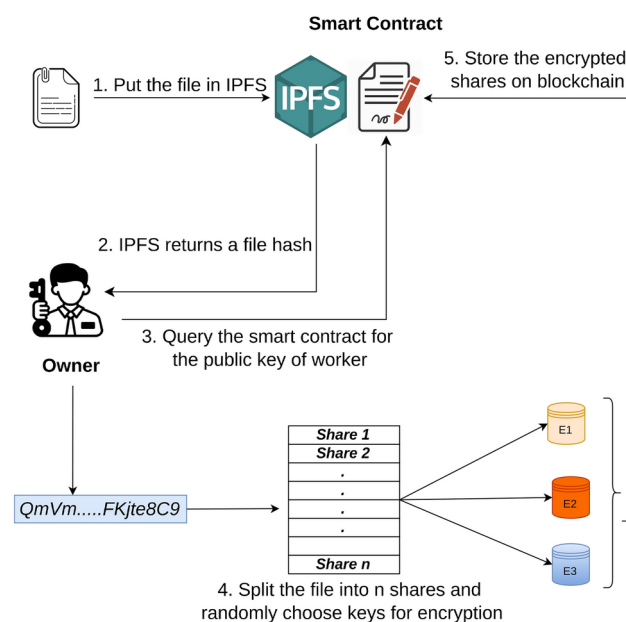 Smart Contract
1. Put the file in IPFS
IPFS
5. Store the encrypted
shares on blockchain
2. IPFS returns a file hash
3. Query the smart contract for
the public key of worker
Owner
QmVm.....FKjte8C9
Share 1
Share 2
.
.
.
.
Share n
E1
E2
E3
4. Split the file into n shares and
randomly choose keys for encryption